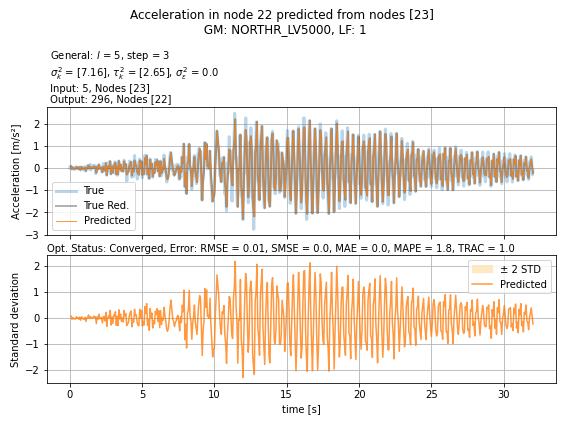 Acceleration in node 22 predicted from nodes [23]
GM: NORTHR_LV5000, LF: 1
General: l = 5, step = 3
σ²ₖ = [7.16], τ²ₖ = [2.65], σ²ε = 0.0
Input: 5, Nodes [23]
Output: 296, Nodes [22]
Acceleration [m/s²]
2
1
0
−1
−2
−3
True
True Red.
Predicted
Opt. Status: Converged, Error: RMSE = 0.01, SMSE = 0.0, MAE = 0.0, MAPE = 1.8, TRAC = 1.0
Standard deviation
2
1
0
−1
−2
± 2 STD
Predicted
0 5 10 15 20 25 30
time [s]